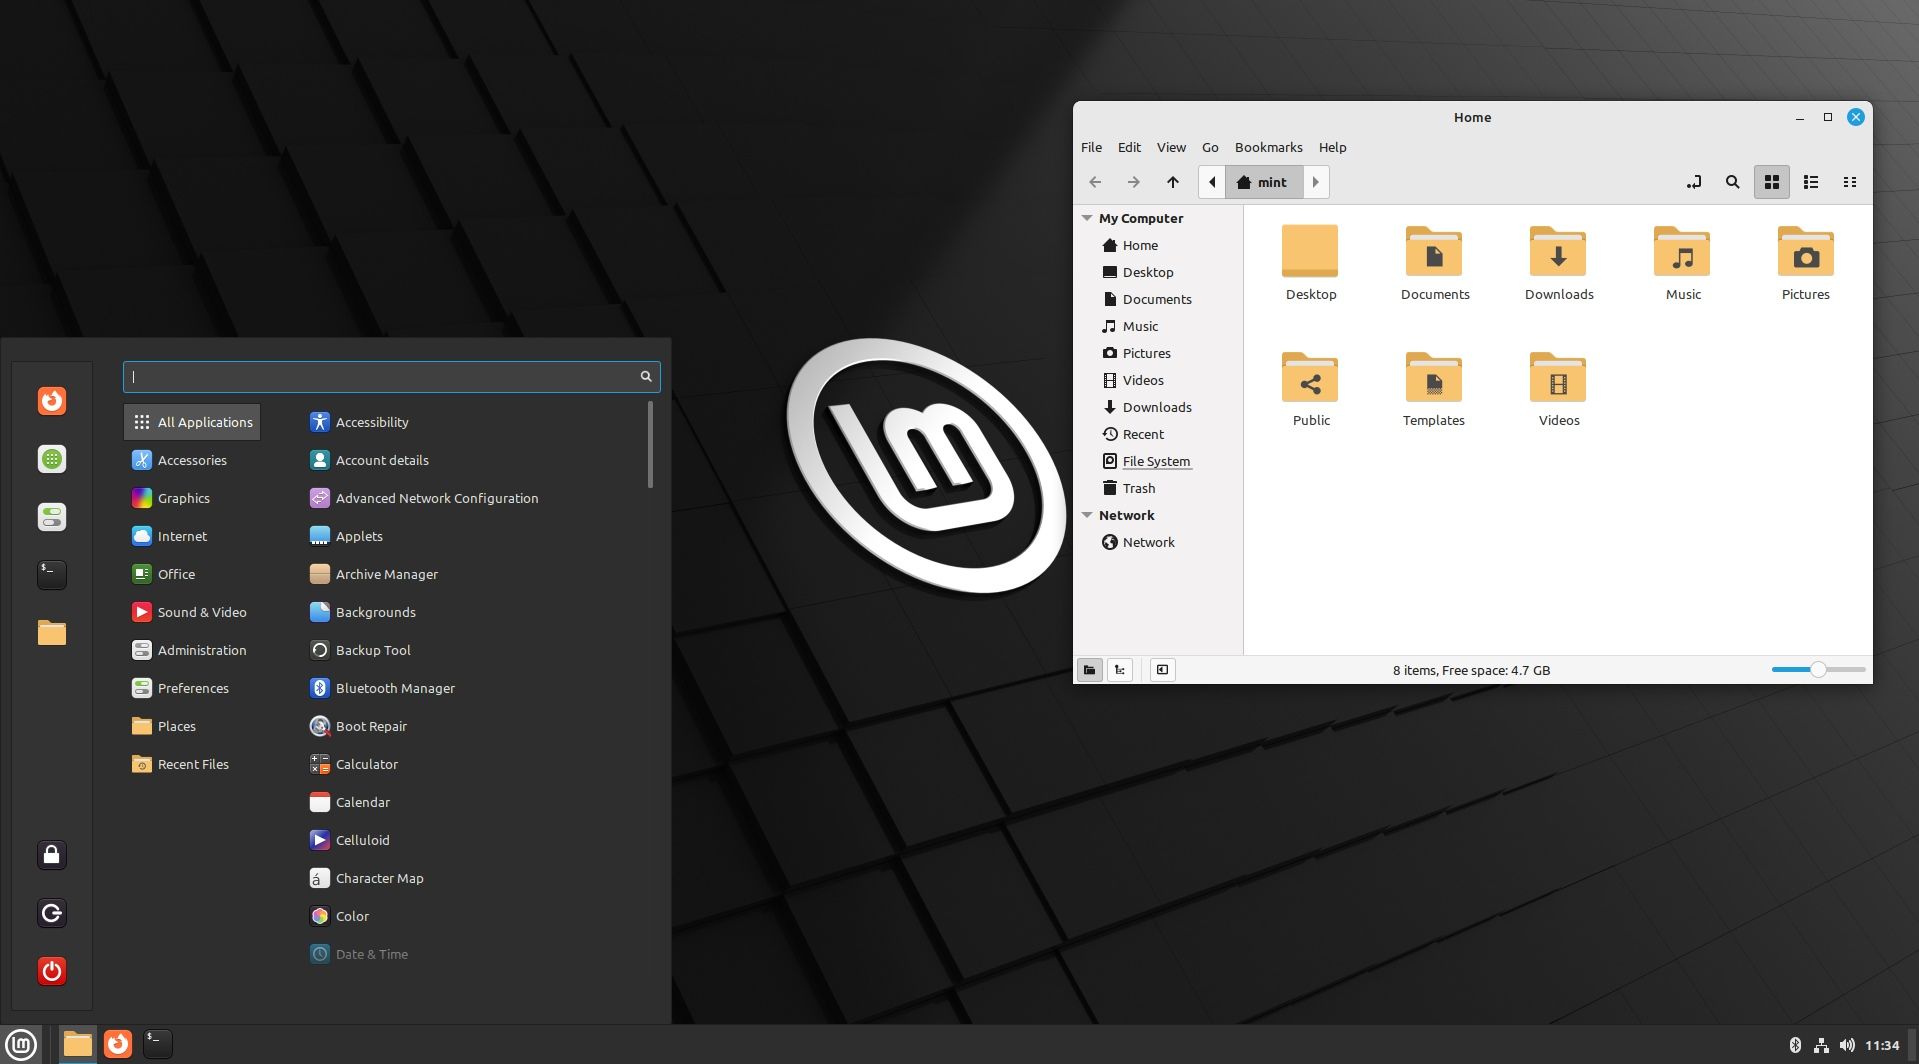 Home
File Edit View Go Bookmarks Help
mint
My Computer
Home
Desktop
Documents
Music
Pictures
Videos
Downloads
Recent
File System
Trash
Network
Network
Desktop Documents Downloads Music Pictures
Public Templates Videos
8 items, Free space: 4.7 GB
All Applications
Accessories
Graphics
Internet
Office
Sound & Video
Administration
Preferences
Places
Recent Files
Accessibility
Account details
Advanced Network Configuration
Applets
Archive Manager
Backgrounds
Backup Tool
Bluetooth Manager
Boot Repair
Calculator
Calendar
Celluloid
Character Map
Color
Date & Time
11:34